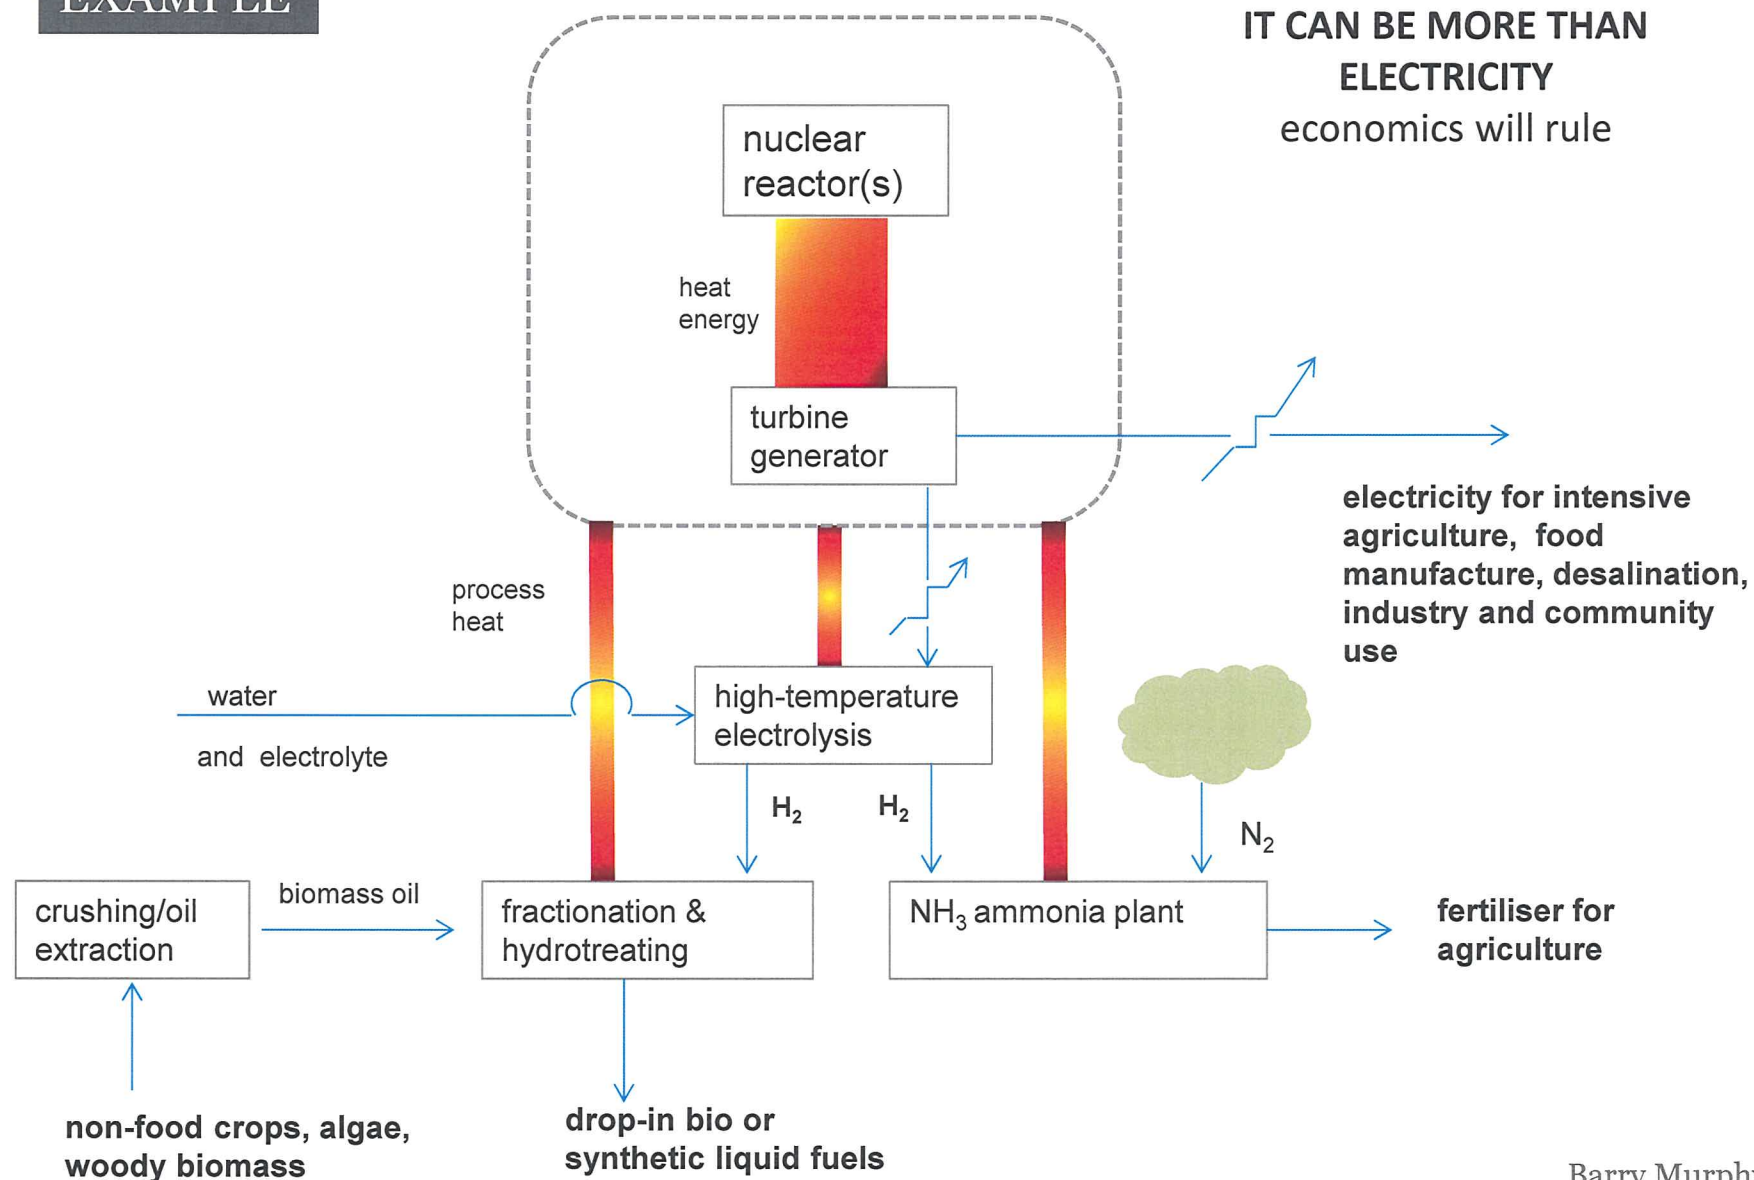 EXAMPLE
IT CAN BE MORE THAN
ELECTRICITY
economics will rule
nuclear
reactor(s)
heat
energy
turbine
generator
electricity for intensive
agriculture, food
manufacture, desalination,
industry and community
use
process
heat
water
and electrolyte
high-temperature
electrolysis
H₂
H₂
N₂
crushing/oil
extraction
biomass oil
fractionation &
hydrotreating
NH₃ ammonia plant
fertiliser for
agriculture
non-food crops, algae,
woody biomass
drop-in bio or
synthetic liquid fuels
Barry Murphy